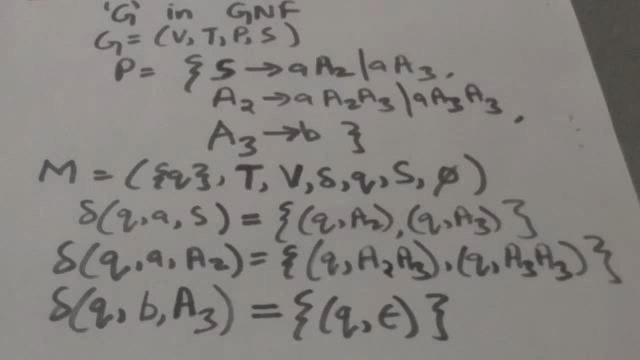 'G' in GNF
G = (V, T, P, S)
P = {S → aA₂ | aA₃,
A₂ → aA₂A₃ | aA₃A₃,
A₃ → b }
M = ({q}, T, V, δ, q, S, ∅)
δ(q, a, S) = {(q, A₂), (q, A₃)}
δ(q, a, A₂) = {(q, A₂A₃), (q, A₃A₃)}
δ(q, b, A₃) = {(q, ϵ)}